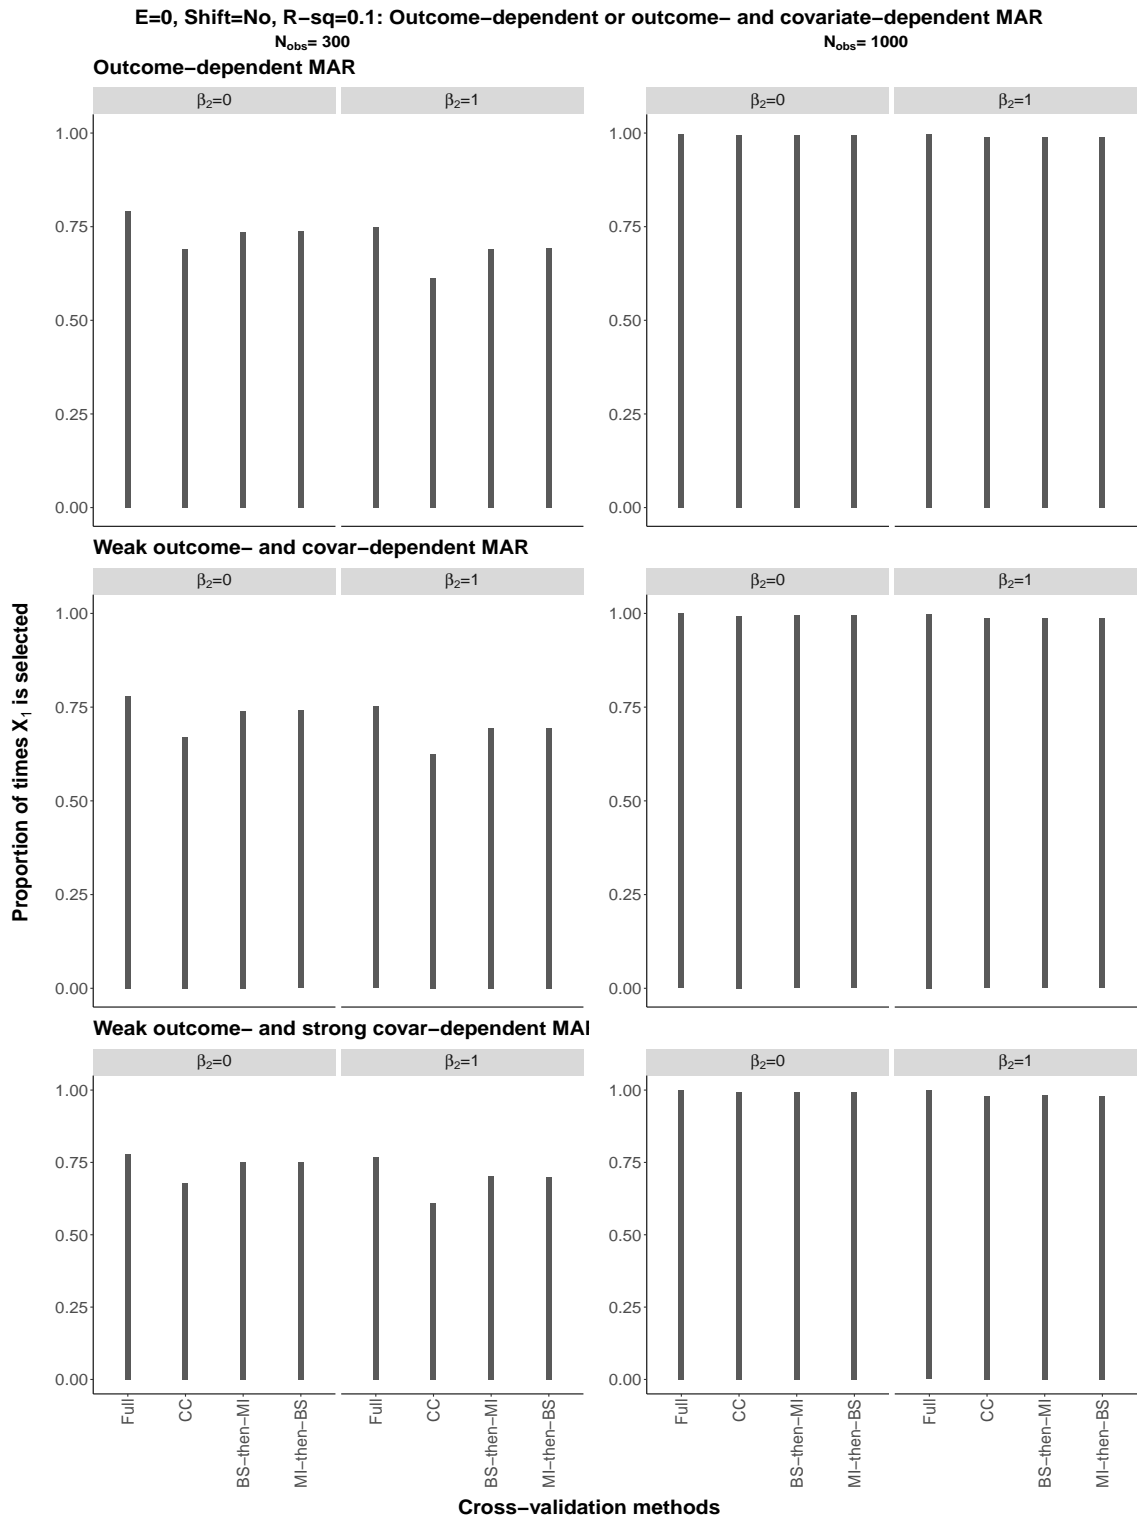 E=0, Shift=No, R−sq=0.1: Outcome−dependent or outcome− and covariate−dependent MAR
N_obs= 300 N_obs= 1000
Outcome−dependent MAR
β₂=0 β₂=1 β₂=0 β₂=1
1.00 1.00
0.75 0.75
0.50 0.50
0.25 0.25
0.00 0.00
Weak outcome− and covar−dependent MAR
β₂=0 β₂=1 β₂=0 β₂=1
1.00 1.00
0.75 0.75
0.50 0.50
0.25 0.25
0.00 0.00
Proportion of times X₁ is selected
Weak outcome− and strong covar−dependent MAI
β₂=0 β₂=1 β₂=0 β₂=1
1.00 1.00
0.75 0.75
0.50 0.50
0.25 0.25
0.00 0.00
Full CC BS−then−MI MI−then−BS Full CC BS−then−MI MI−then−BS Full CC BS−then−MI MI−then−BS Full CC BS−then−MI MI−then−BS
Cross−validation methods